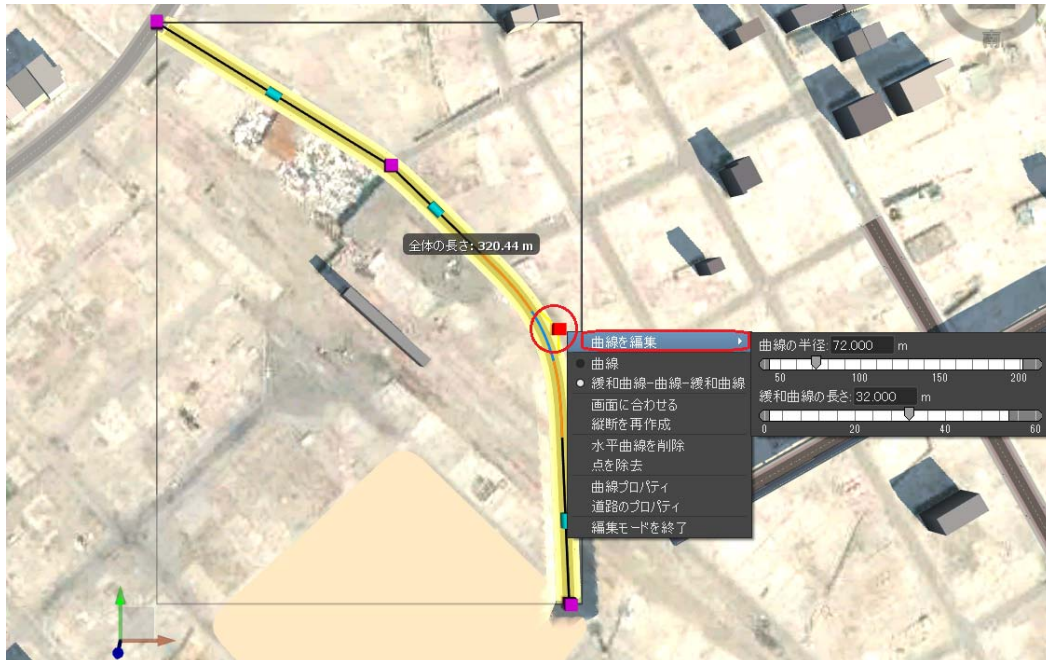 南
全体の長さ: 320.44 m
曲線を編集
曲線
緩和曲線-曲線-緩和曲線
画面に合わせる
縦断を再作成
水平曲線を削除
点を除去
曲線プロパティ
道路のプロパティ
編集モードを終了
曲線の半径: 72.000 m
50 100 150 200
緩和曲線の長さ: 32.000 m
0 20 40 60